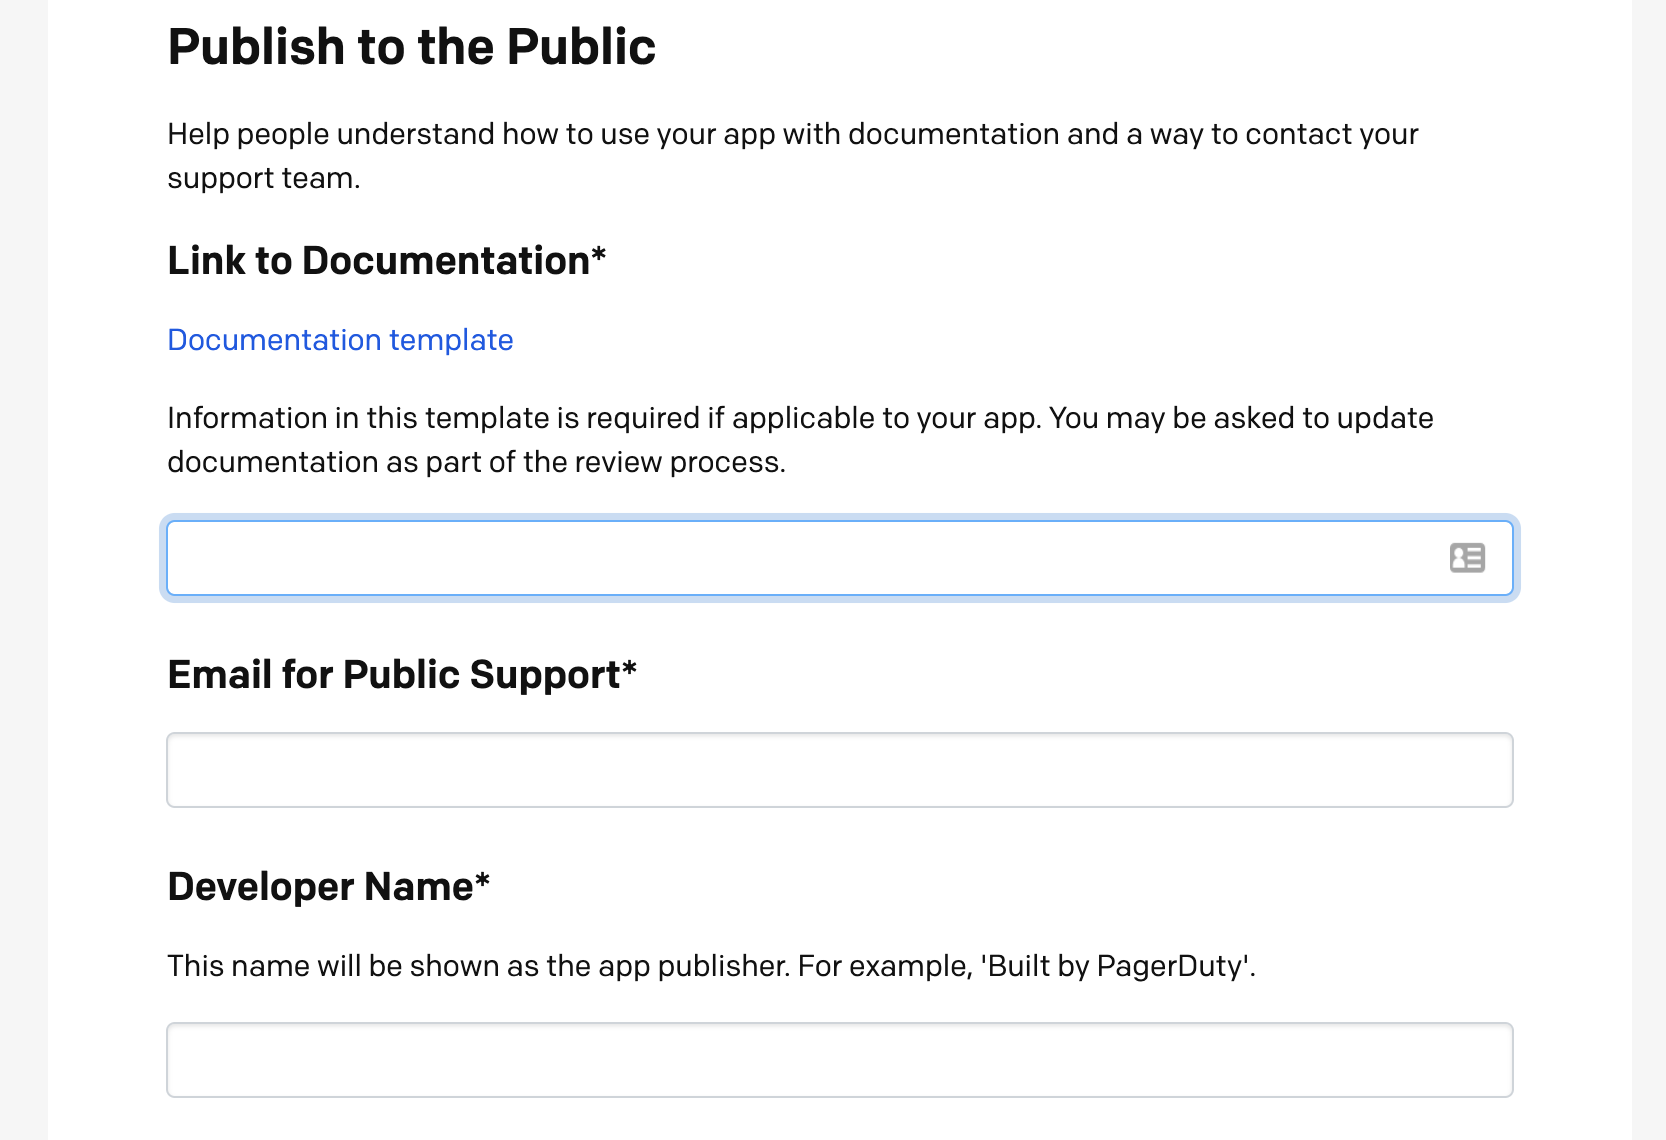 Publish to the Public
Help people understand how to use your app with documentation and a way to contact your
support team.
Link to Documentation*
Documentation template
Information in this template is required if applicable to your app. You may be asked to update
documentation as part of the review process.
Email for Public Support*
Developer Name*
This name will be shown as the app publisher. For example, 'Built by PagerDuty'.